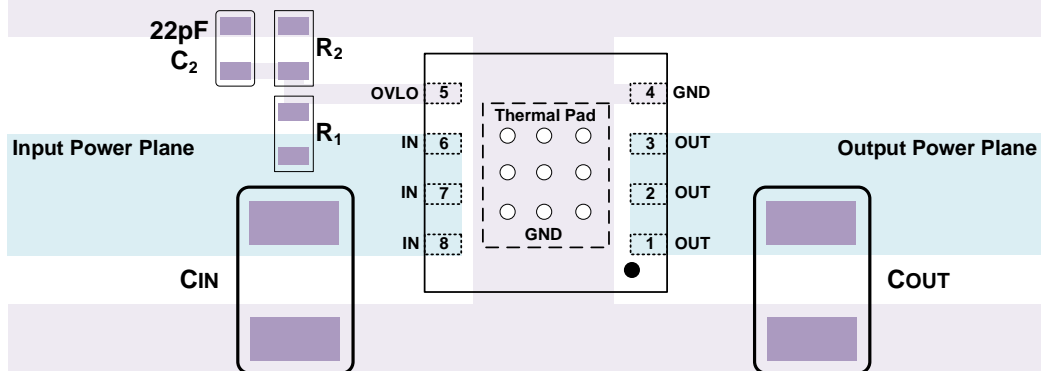 22pF
C2
R2
OVLO 5
4 GND
Thermal Pad
R1
Input Power Plane
IN 6
3 OUT
Output Power Plane
IN 7
2 OUT
IN 8
GND
1 OUT
CIN
COUT